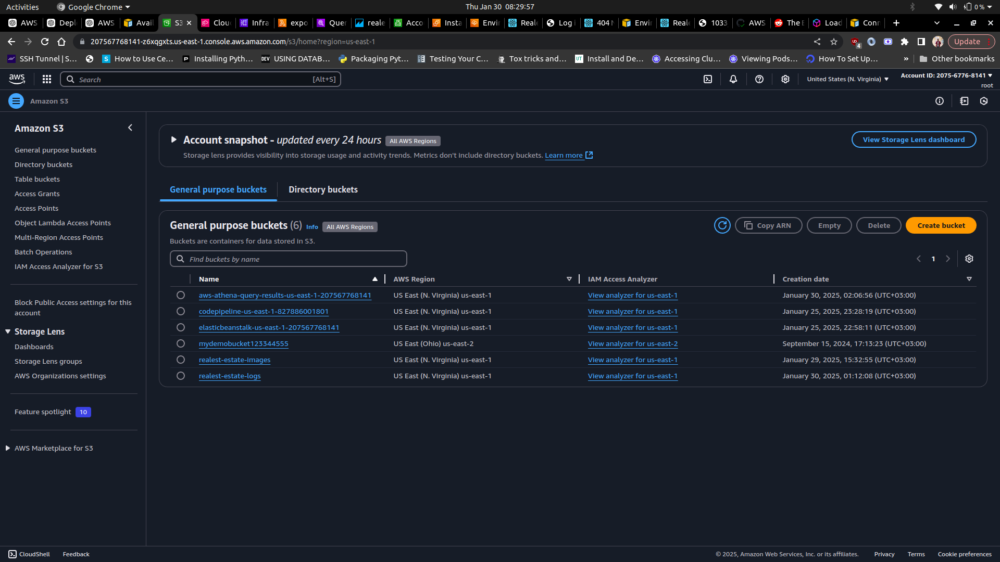 Activities Google Chrome Thu Jan 30 08:29:57 0 %
AWS Depl AWS Avai S3 Clou Infra expo Quer reale Acco Insta Envir Reale Log i 404 N Envir Reale 1033 AWS The E Load Conn
207567768141-z6xqgxts.us-east-1.console.aws.amazon.com/s3/home?region=us-east-1 4 Update
SSH Tunnel | S... How to Use Ce... Installing Pyth... USING DATAB... Packaging Pyt... Testing Your C... Tox tricks and... Install and De... Accessing Clu... Viewing Pods... How To Set Up... » Other bookmarks
aws Search [Alt+S] United States (N. Virginia) Account ID: 2075-6776-8141
root
Amazon S3
Amazon S3
General purpose buckets
Directory buckets
Table buckets
Access Grants
Access Points
Object Lambda Access Points
Multi-Region Access Points
Batch Operations
IAM Access Analyzer for S3
Block Public Access settings for this
account
Storage Lens
Dashboards
Storage Lens groups
AWS Organizations settings
Feature spotlight 10
AWS Marketplace for S3
Account snapshot - updated every 24 hours All AWS Regions View Storage Lens dashboard
Storage lens provides visibility into storage usage and activity trends. Metrics don't include directory buckets. Learn more
General purpose buckets Directory buckets
General purpose buckets (6) Info All AWS Regions Copy ARN Empty Delete Create bucket
Buckets are containers for data stored in S3.
Find buckets by name 1
Name AWS Region IAM Access Analyzer Creation date
aws-athena-query-results-us-east-1-207567768141 US East (N. Virginia) us-east-1 View analyzer for us-east-1 January 30, 2025, 02:06:56 (UTC+03:00)
codepipeline-us-east-1-827886001801 US East (N. Virginia) us-east-1 View analyzer for us-east-1 January 25, 2025, 23:28:19 (UTC+03:00)
elasticbeanstalk-us-east-1-207567768141 US East (N. Virginia) us-east-1 View analyzer for us-east-1 January 25, 2025, 22:58:11 (UTC+03:00)
mydemobucket123344555 US East (Ohio) us-east-2 View analyzer for us-east-2 September 15, 2024, 17:13:23 (UTC+03:00)
realest-estate-images US East (N. Virginia) us-east-1 View analyzer for us-east-1 January 29, 2025, 15:32:55 (UTC+03:00)
realest-estate-logs US East (N. Virginia) us-east-1 View analyzer for us-east-1 January 30, 2025, 01:12:08 (UTC+03:00)
CloudShell Feedback © 2025, Amazon Web Services, Inc. or its affiliates. Privacy Terms Cookie preferences